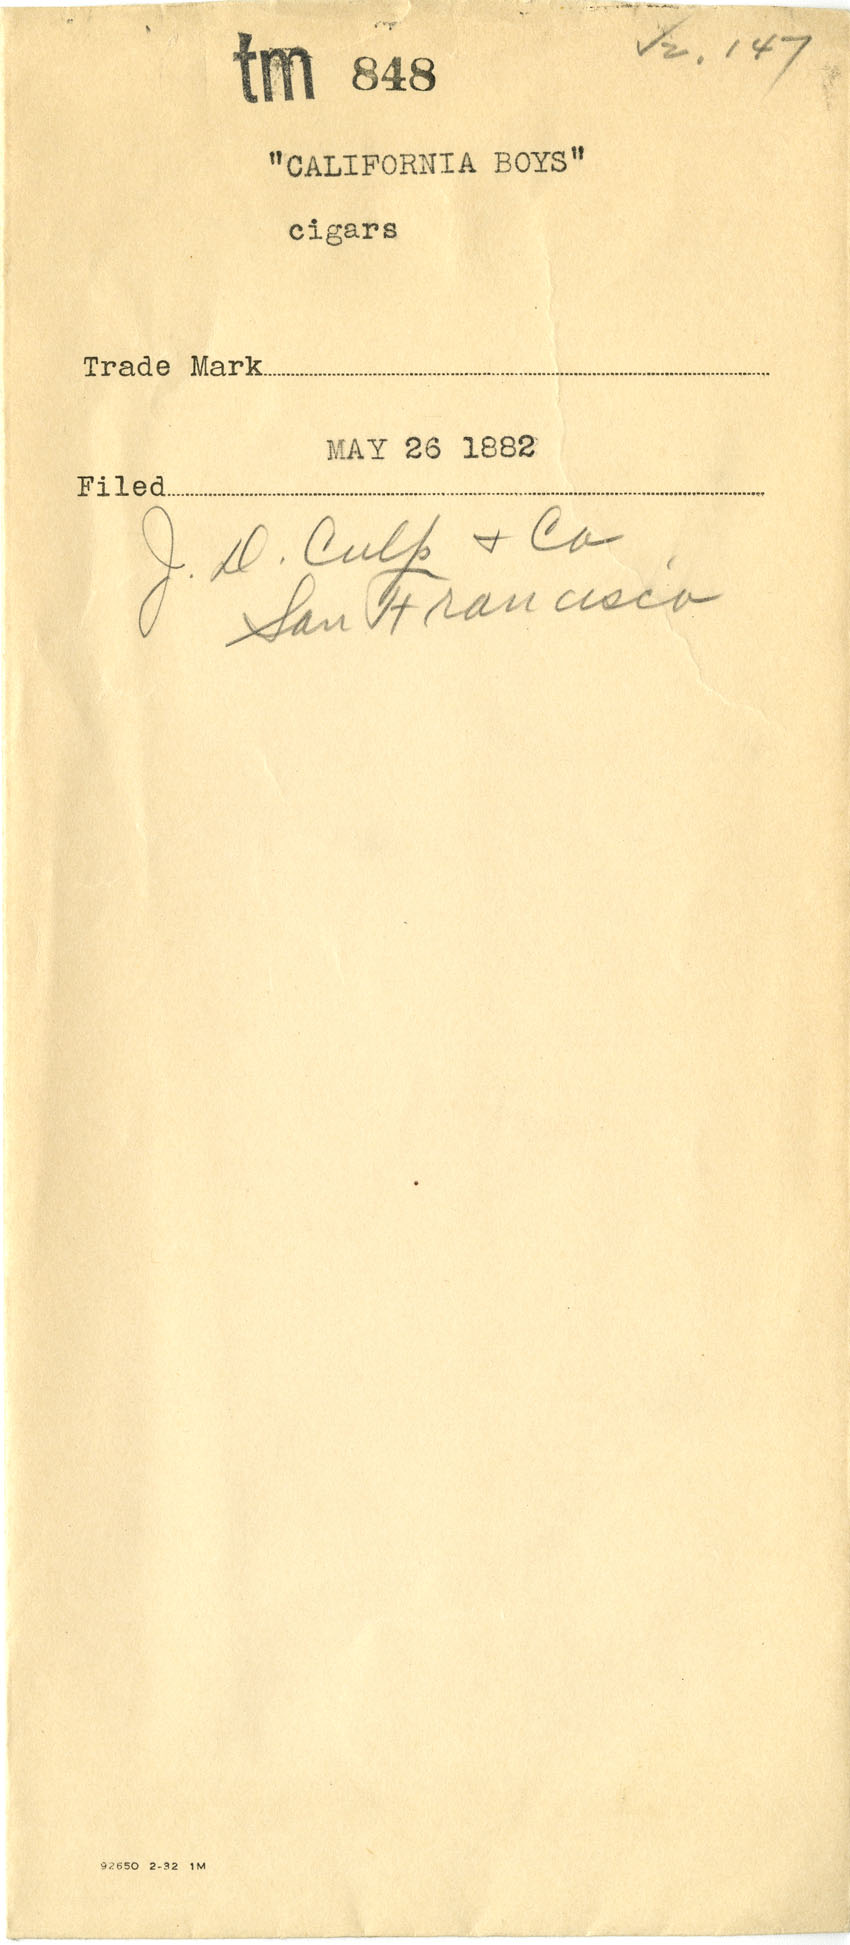 tm 848
√2. 147
"CALIFORNIA BOYS"
cigars
Trade Mark
MAY 26 1882
Filed
J. D. Culp & Co
San Francisco
92650 2-32 1M